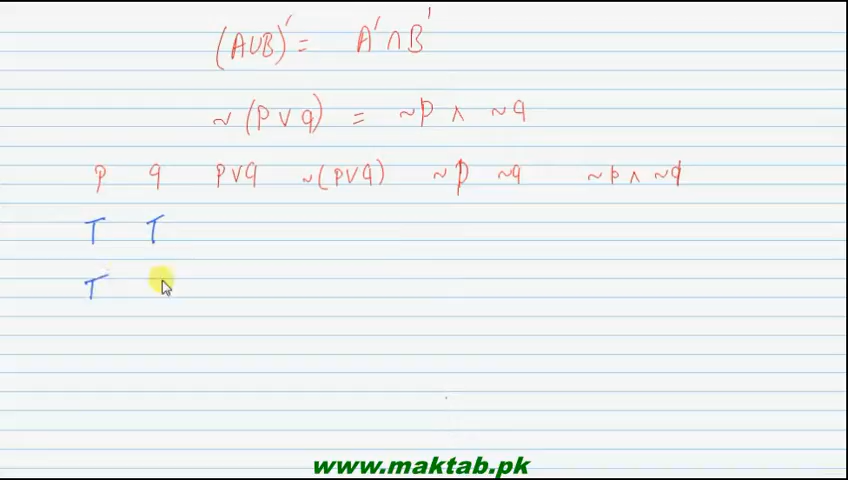 (A∪B)' = A' ∩ B'
~(p∨q) = ~p ∧ ~q
p q p∨q ~(p∨q) ~p ~q ~p ∧ ~q
T T
T
www.maktab.pk